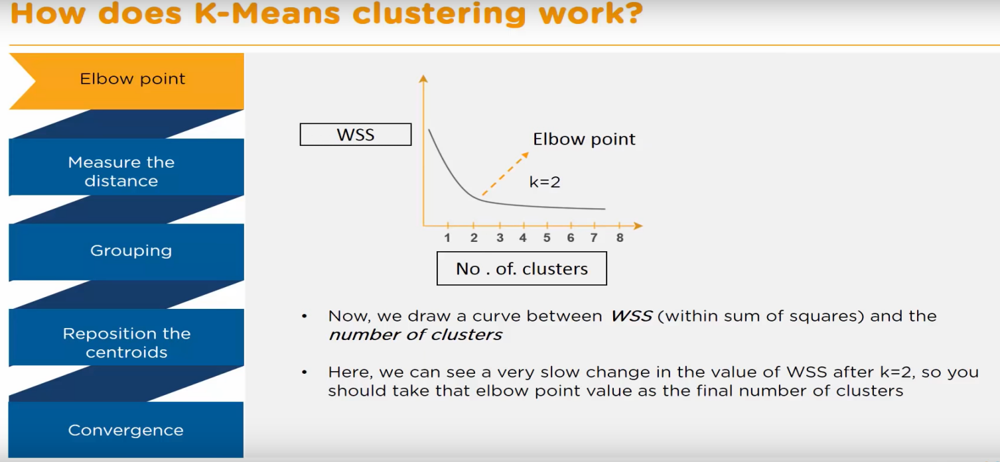 How does K-Means clustering work?
Elbow point
Measure the
distance
Grouping
Reposition the
centroids
Convergence
WSS
Elbow point
k=2
1 2 3 4 5 6 7 8
No . of. clusters
• Now, we draw a curve between WSS (within sum of squares) and the
number of clusters
• Here, we can see a very slow change in the value of WSS after k=2, so you
should take that elbow point value as the final number of clusters